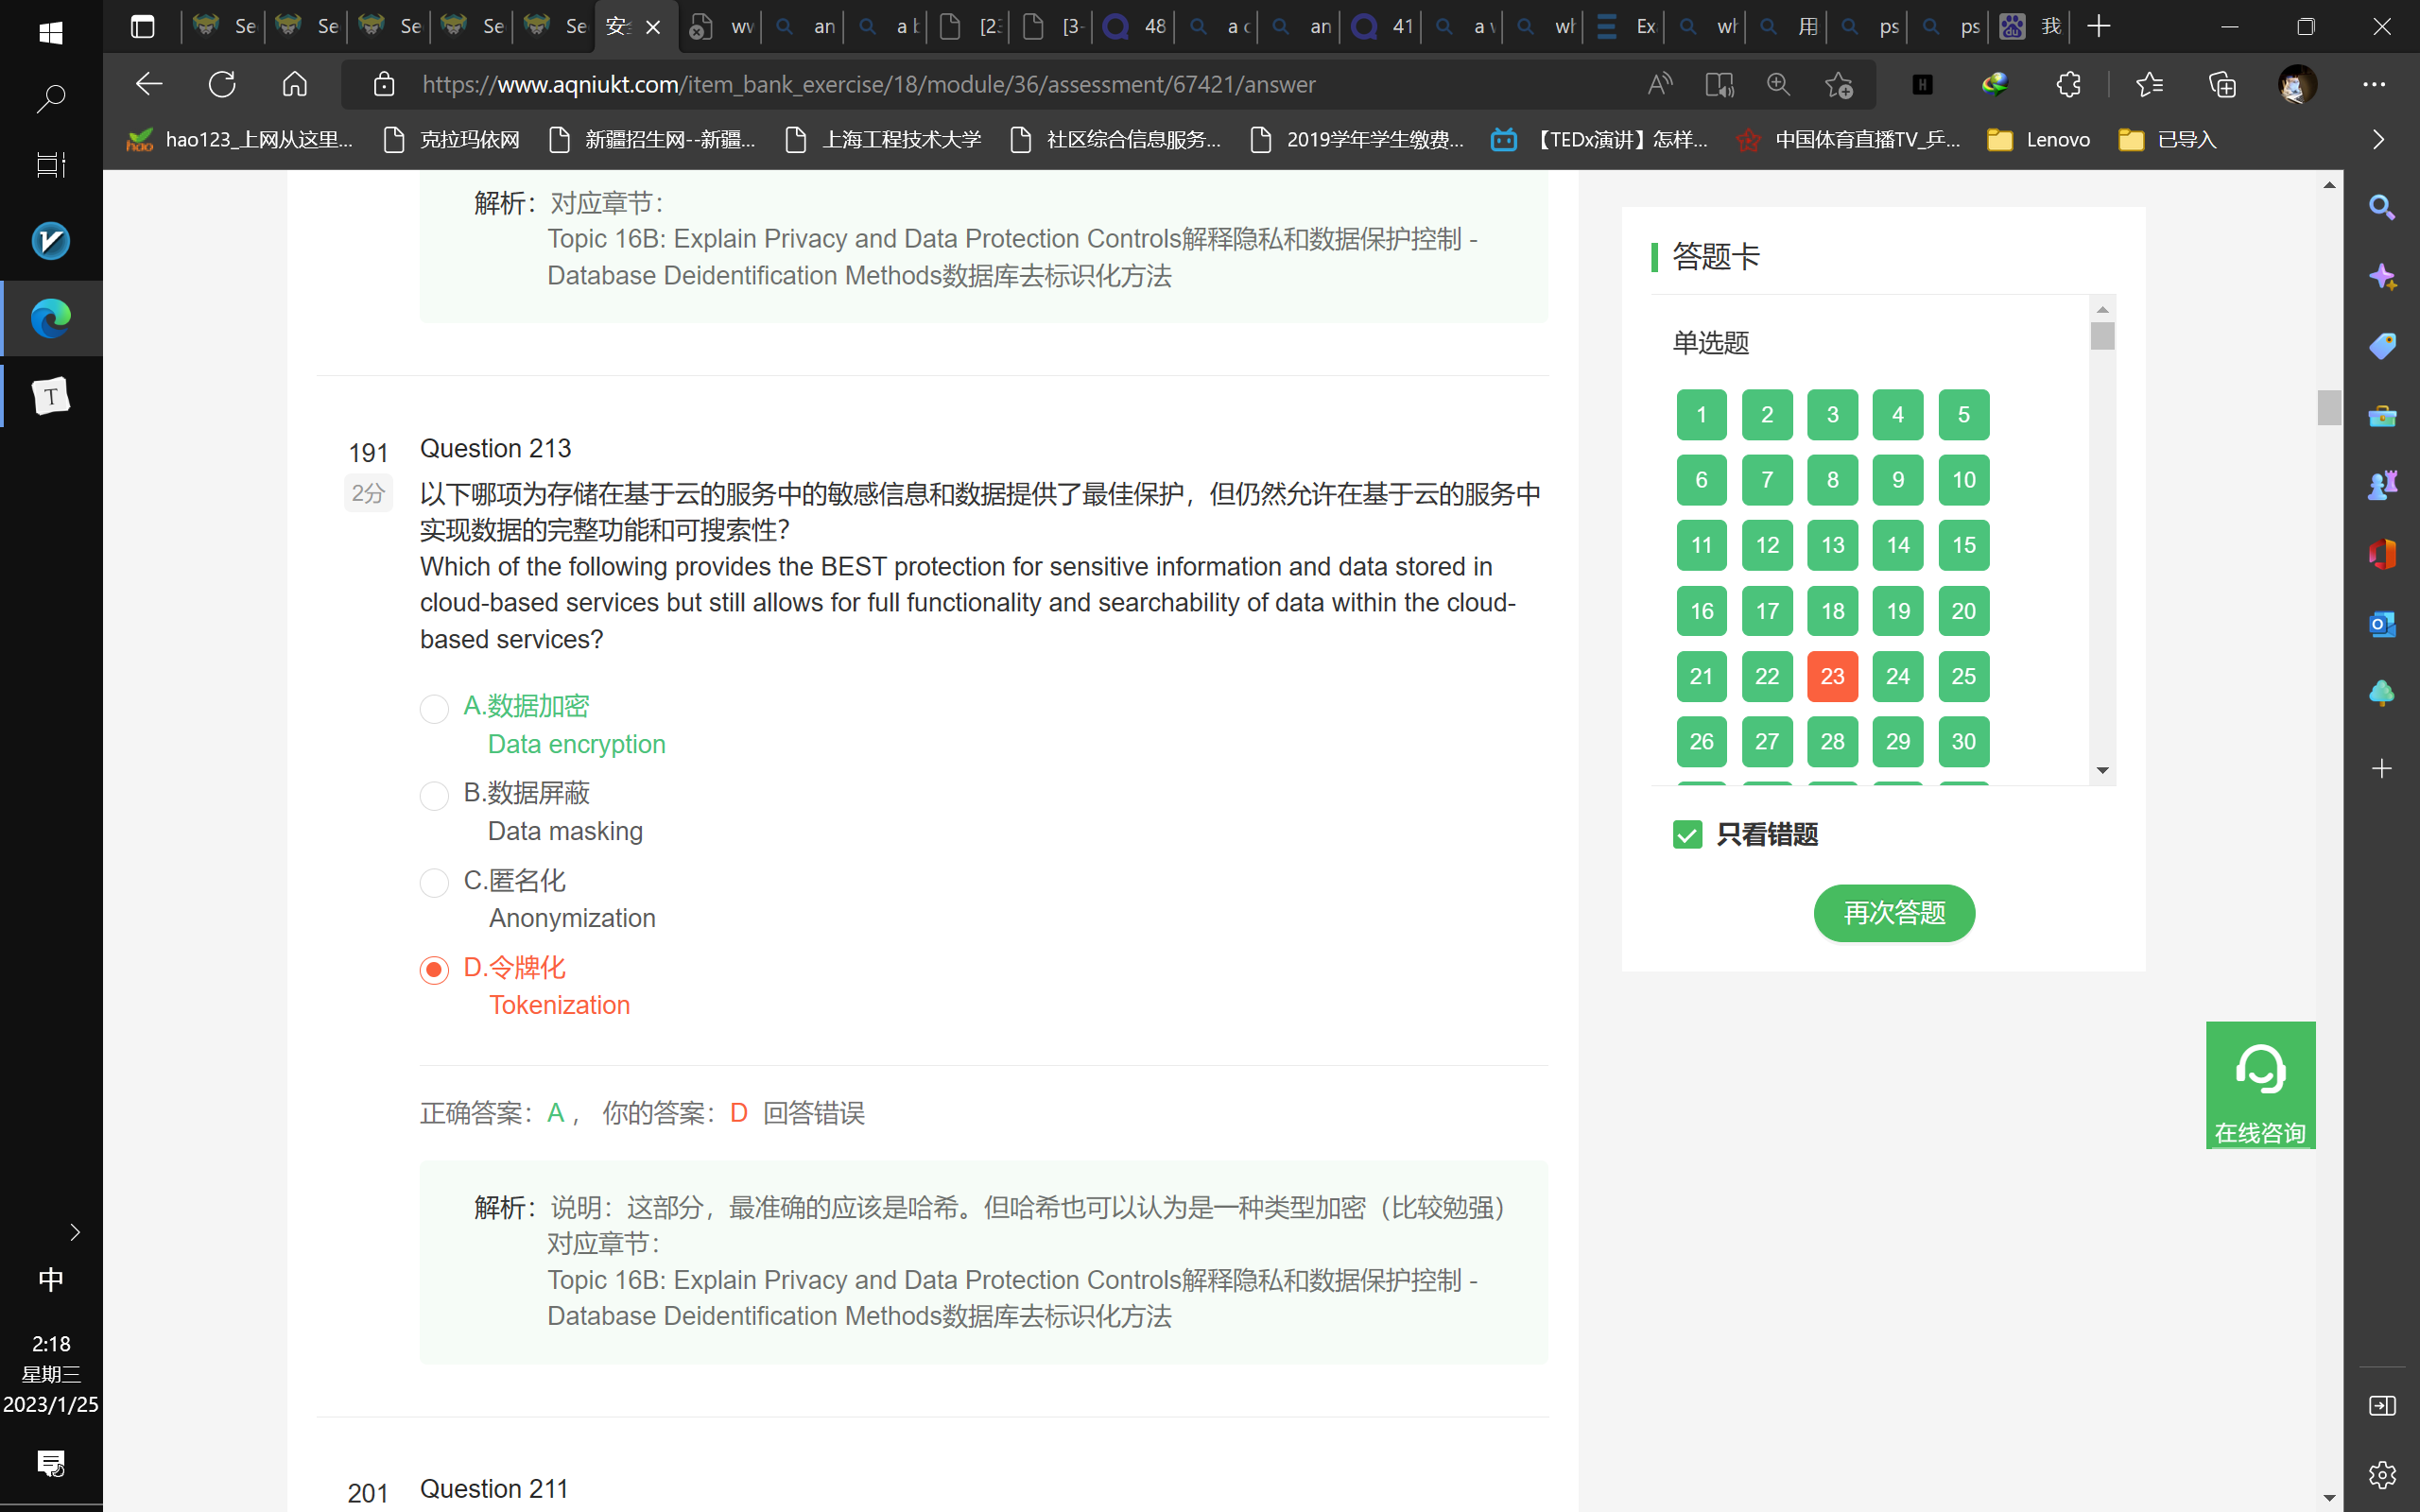 Se
Se
Se
Se
Se
安全
wv
an
a b
[23
[3-
48
a c
an
41
a v
wh
Ex
wh
用
ps
ps
我
https://www.aqniukt.com/item_bank_exercise/18/module/36/assessment/67421/answer
hao123_上网从这里...
克拉玛依网
新疆招生网--新疆...
上海工程技术大学
社区综合信息服务...
2019学年学生缴费...
【TEDx演讲】怎样...
中国体育直播TV_乒...
Lenovo
已导入
解析：对应章节：
Topic 16B: Explain Privacy and Data Protection Controls解释隐私和数据保护控制 -
Database Deidentification Methods数据库去标识化方法
191
2分
Question 213
以下哪项为存储在基于云的服务中的敏感信息和数据提供了最佳保护，但仍然允许在基于云的服务中
实现数据的完整功能和可搜索性？
Which of the following provides the BEST protection for sensitive information and data stored in
cloud-based services but still allows for full functionality and searchability of data within the cloud-
based services?
A.数据加密
Data encryption
B.数据屏蔽
Data masking
C.匿名化
Anonymization
D.令牌化
Tokenization
正确答案：A， 你的答案：D 回答错误
解析：说明：这部分，最准确的应该是哈希。但哈希也可以认为是一种类型加密（比较勉强）
对应章节：
Topic 16B: Explain Privacy and Data Protection Controls解释隐私和数据保护控制 -
Database Deidentification Methods数据库去标识化方法
201
Question 211
答题卡
单选题
1 2 3 4 5
6 7 8 9 10
11 12 13 14 15
16 17 18 19 20
21 22 23 24 25
26 27 28 29 30
只看错题
再次答题
在线咨询
中
2:18
星期三
2023/1/25